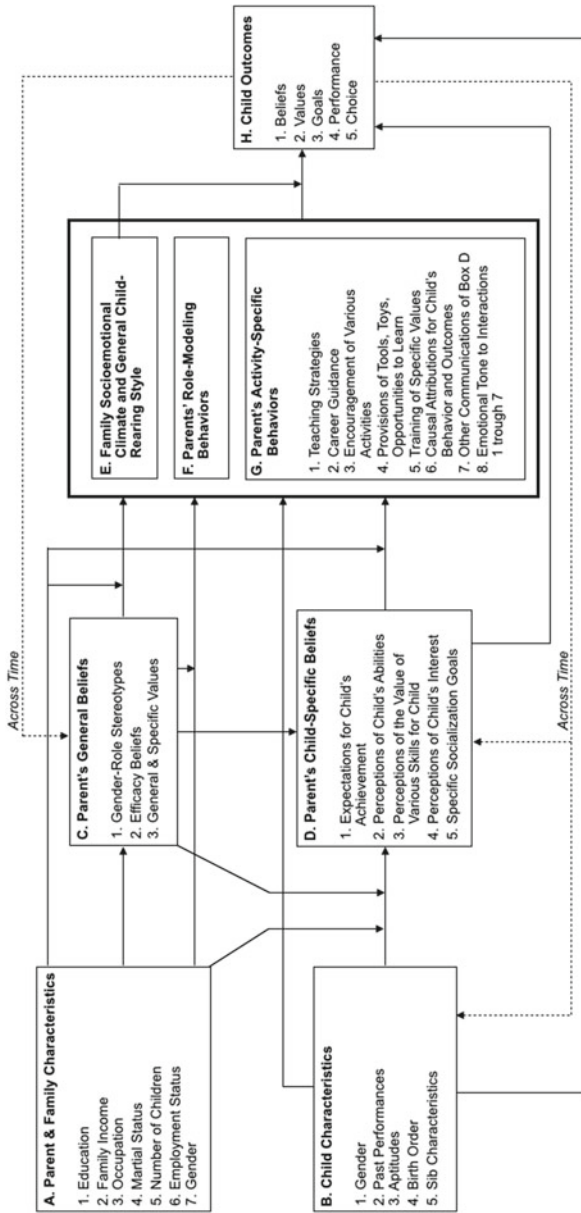 A. Parent & Family Characteristics
1. Education
2. Family Income
3. Occupation
4. Martial Status
5. Number of Children
6. Employment Status
7. Gender
B. Child Characteristics
1. Gender
2. Past Performances
3. Aptitudes
4. Birth Order
5. Sib Characteristics
Across Time
C. Parent's General Beliefs
1. Gender-Role Stereotypes
2. Efficacy Beliefs
3. General & Specific Values
D. Parent's Child-Specific Beliefs
1. Expectations for Child's
Achievement
2. Perceptions of Child's Abilities
3. Perceptions of the Value of
Various Skills for Child
4. Perceptions of Child's Interest
5. Specific Socialization Goals
E. Family Socioemotional
Climate and General Child-
Rearing Style
F. Parents' Role-Modeling
Behaviors
G. Parent's Activity-Specific
Behaviors
1. Teaching Strategies
2. Career Guidance
3. Encouragement of Various
Activities
4. Provisions of Tools, Toys,
Opportunities to Learn
5. Training of Specific Values
6. Causal Attributions for Child's
Behavior and Outcomes
7. Other Communications of Box D
8. Emotional Tone to Interactions
1 trough 7
H. Child Outcomes
1. Beliefs
2. Values
3. Goals
4. Performance
5. Choice
Across Time